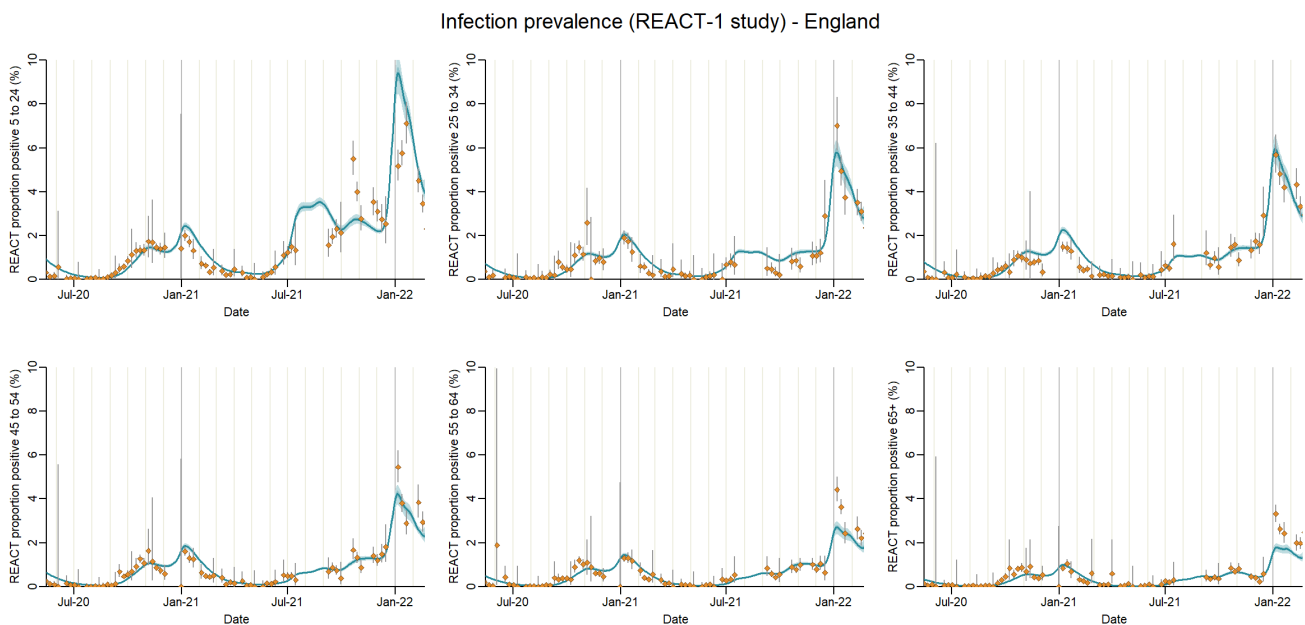 Infection prevalence (REACT-1 study) - England
REACT proportion positive 5 to 24 (%)
0 2 4 6 8 10
Jul-20 Jan-21 Jul-21 Jan-22
Date
REACT proportion positive 25 to 34 (%)
0 2 4 6 8 10
Jul-20 Jan-21 Jul-21 Jan-22
Date
REACT proportion positive 35 to 44 (%)
0 2 4 6 8 10
Jul-20 Jan-21 Jul-21 Jan-22
Date
REACT proportion positive 45 to 54 (%)
0 2 4 6 8 10
Jul-20 Jan-21 Jul-21 Jan-22
Date
REACT proportion positive 55 to 64 (%)
0 2 4 6 8 10
Jul-20 Jan-21 Jul-21 Jan-22
Date
REACT proportion positive 65+ (%)
0 2 4 6 8 10
Jul-20 Jan-21 Jul-21 Jan-22
Date